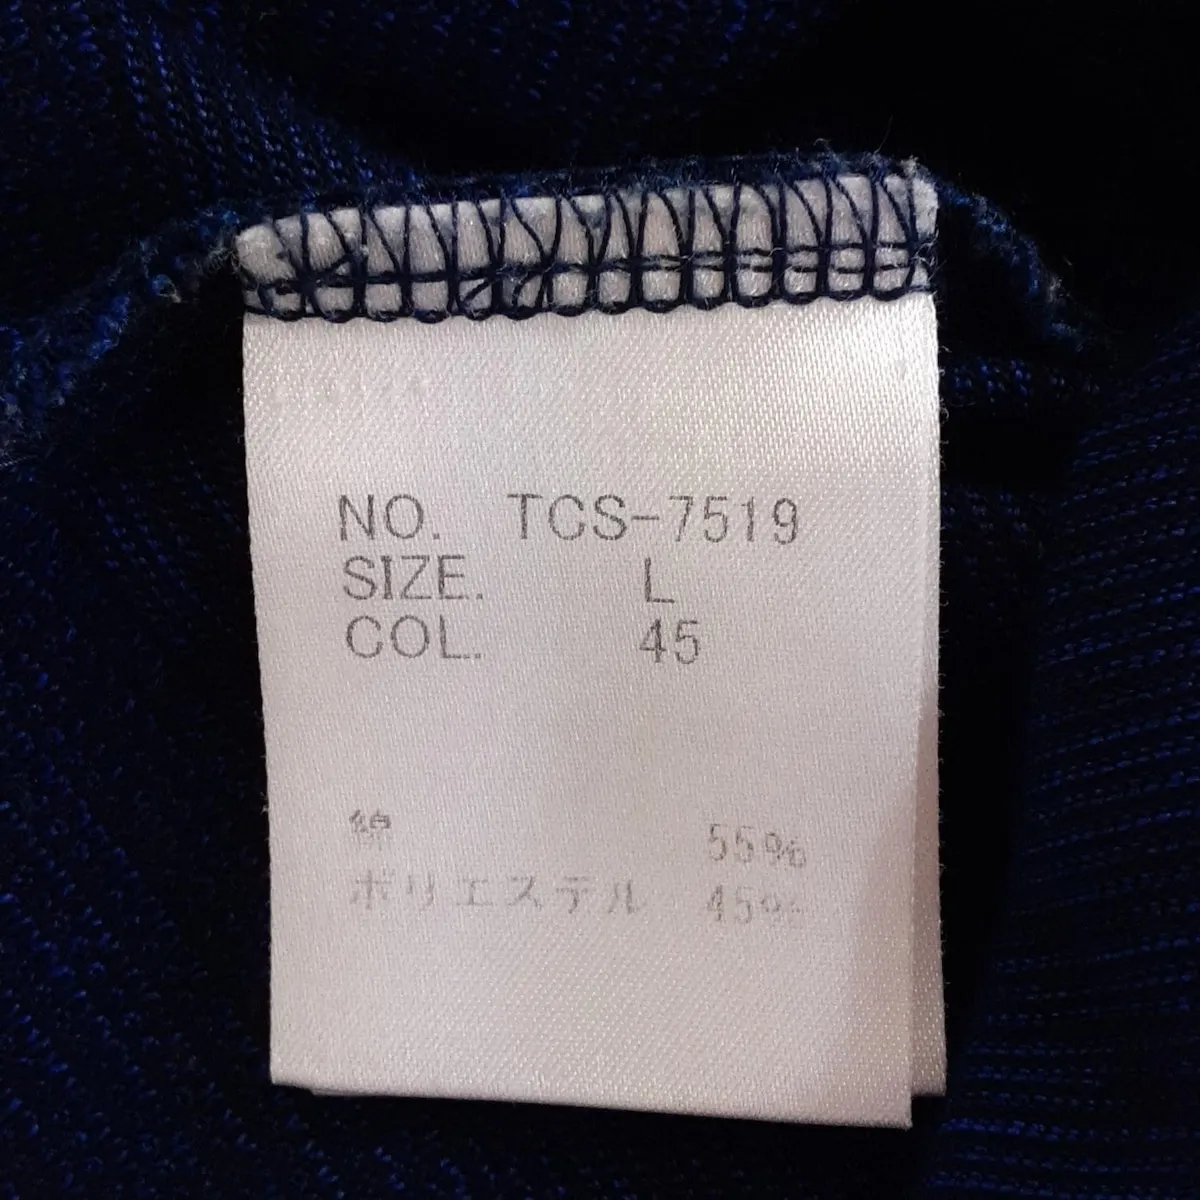 NO. TCS-7519
SIZE. L
COL. 45
綿 55%
ポリエステル 45%